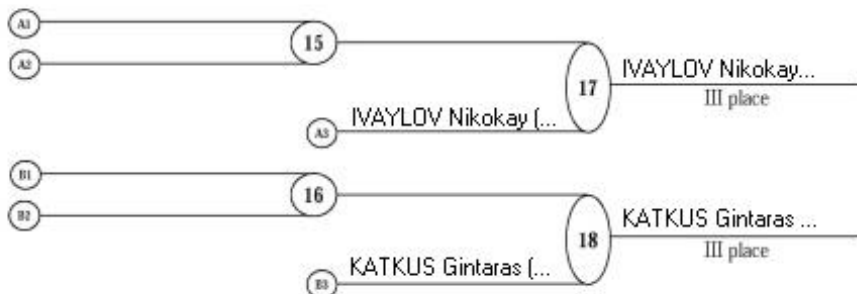 A1
15
A2
IVAYLOV Nikokay...
17
III place
IVAYLOV Nikokay (...
A3
B1
16
B2
KATKUS Gintaras ...
18
III place
KATKUS Gintaras (...
B3